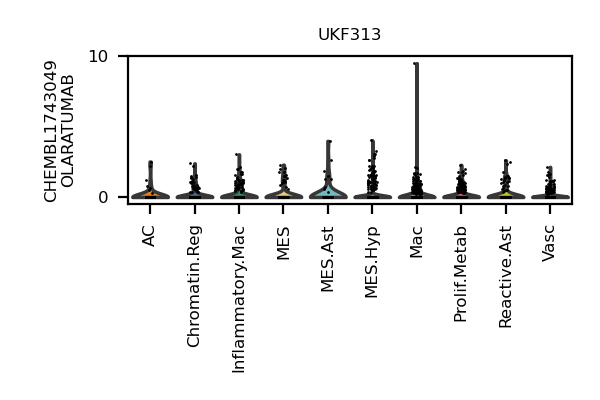 UKF313
CHEMBL1743049
OLARATUMAB
10
0
AC
Chromatin.Reg
Inflammatory.Mac
MES
MES.Ast
MES.Hyp
Mac
Prolif.Metab
Reactive.Ast
Vasc